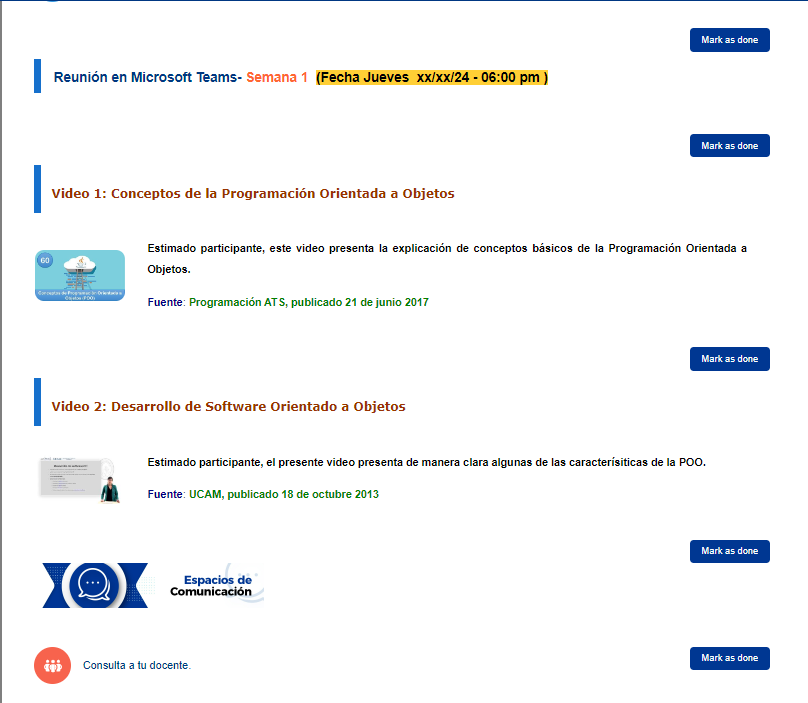 Mark as done
Reunión en Microsoft Teams- Semana 1 (Fecha Jueves xx/xx/24 - 06:00 pm )
Mark as done
Video 1: Conceptos de la Programación Orientada a Objetos
60
Conceptos de Programación Orientada a
Objetos (POO)
Estimado participante, este video presenta la explicación de conceptos básicos de la Programación Orientada a
Objetos.
Fuente: Programación ATS, publicado 21 de junio 2017
Mark as done
Video 2: Desarrollo de Software Orientado a Objetos
Estimado participante, el presente video presenta de manera clara algunas de las caracterísiticas de la POO.
Fuente: UCAM, publicado 18 de octubre 2013
Mark as done
Espacios de
Comunicación
Mark as done
Consulta a tu docente.